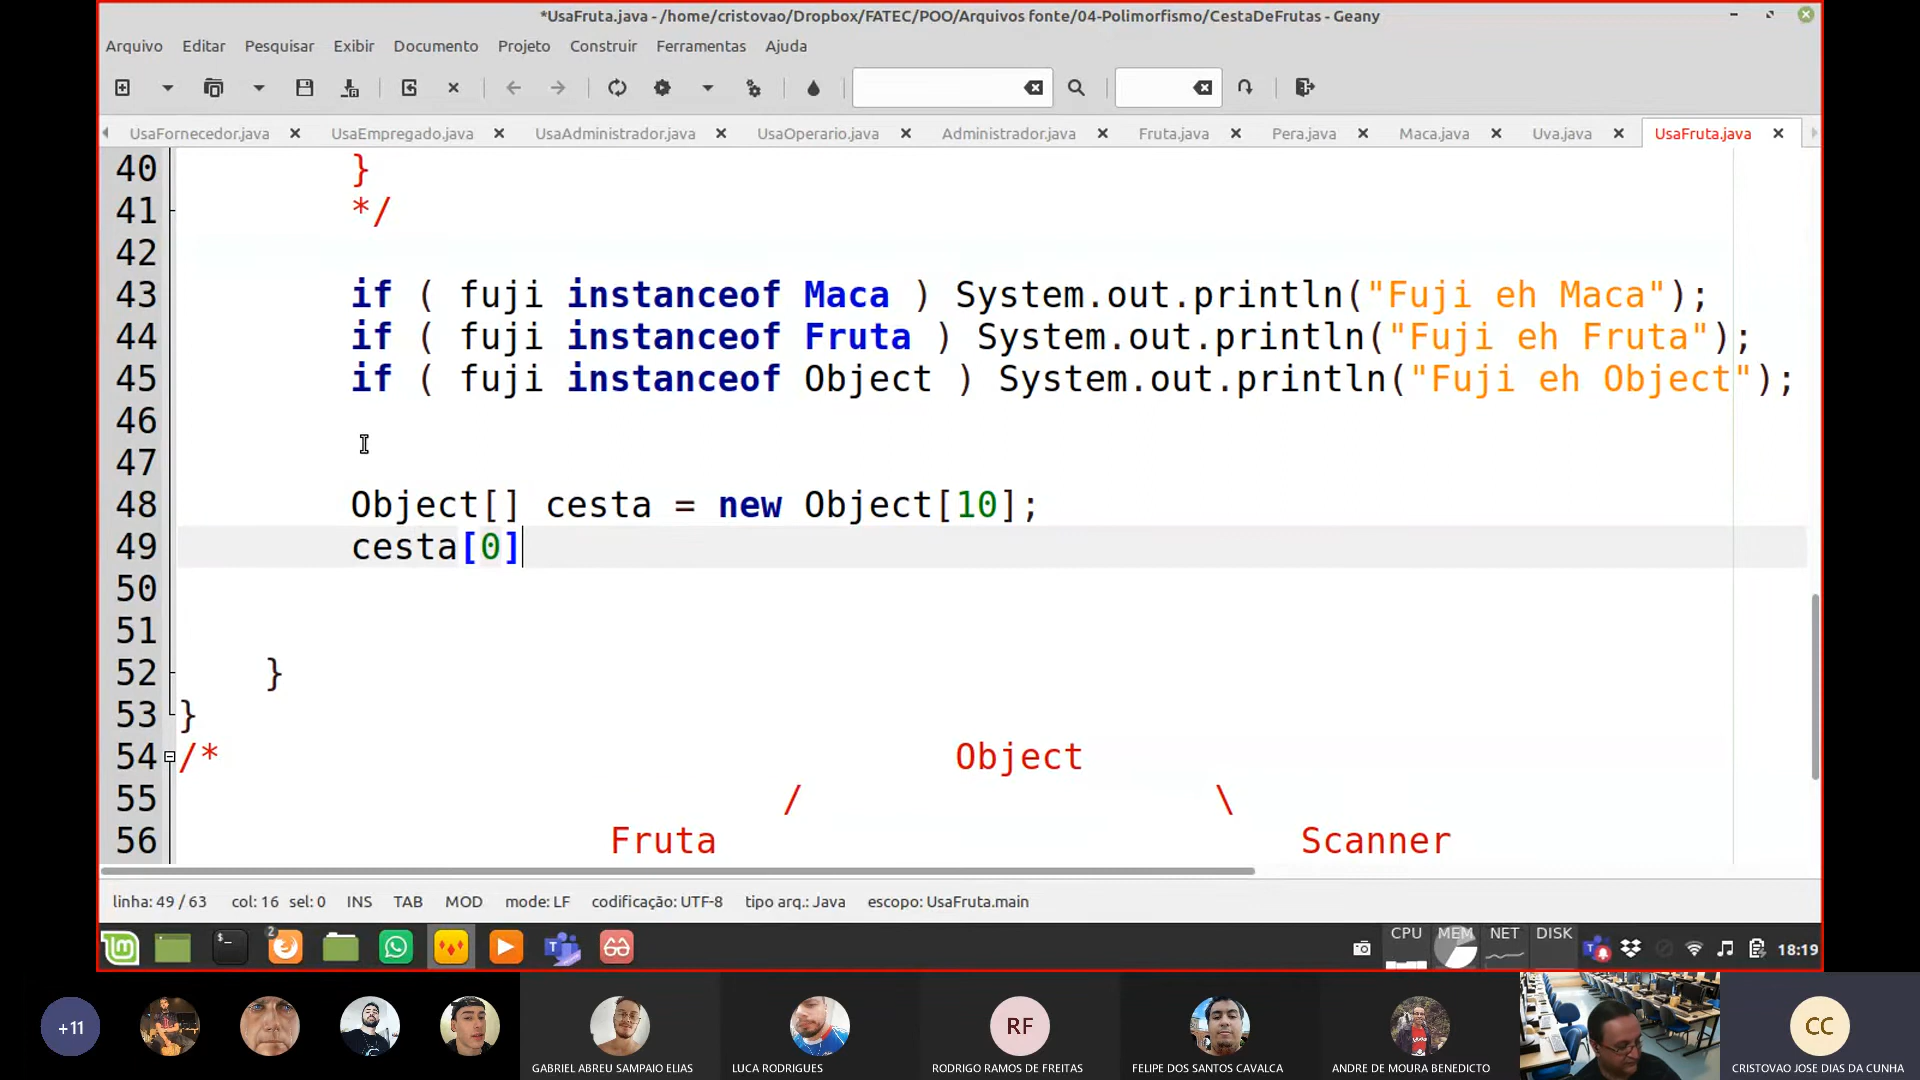 *UsaFruta.java - /home/cristovao/Dropbox/FATEC/POO/Arquivos fonte/04-Polimorfismo/CestaDeFrutas - Geany
Arquivo Editar Pesquisar Exibir Documento Projeto Construir Ferramentas Ajuda
UsaFornecedor.java UsaEmpregado.java UsaAdministrador.java UsaOperario.java Administrador.java Fruta.java Pera.java Maca.java Uva.java UsaFruta.java
40 }
41 */
42
43 if ( fuji instanceof Maca ) System.out.println("Fuji eh Maca");
44 if ( fuji instanceof Fruta ) System.out.println("Fuji eh Fruta");
45 if ( fuji instanceof Object ) System.out.println("Fuji eh Object");
46
47
48 Object[] cesta = new Object[10];
49 cesta[0]
50
51
52 }
53 }
54 /* Object
55 / \
56 Fruta Scanner
linha: 49 / 63 col: 16 sel: 0 INS TAB MOD mode: LF codificação: UTF-8 tipo arq.: Java escopo: UsaFruta.main
2 CPU MEM NET DISK 18:19
+11 RF CC
GABRIEL ABREU SAMPAIO ELIAS LUCA RODRIGUES RODRIGO RAMOS DE FREITAS FELIPE DOS SANTOS CAVALCA ANDRE DE MOURA BENEDICTO CRISTOVAO JOSE DIAS DA CUNHA